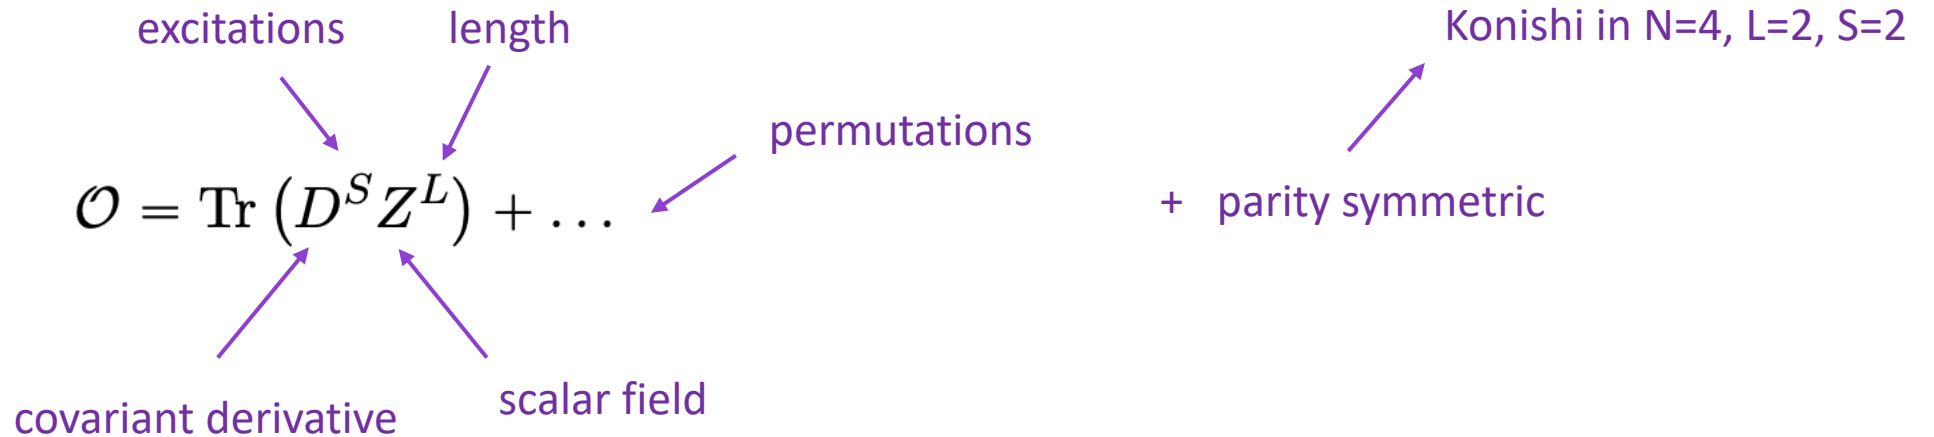 excitations length Konishi in N=4, L=2, S=2
permutations
𝒪 = Tr (D^S Z^L) + ... + parity symmetric
covariant derivative scalar field